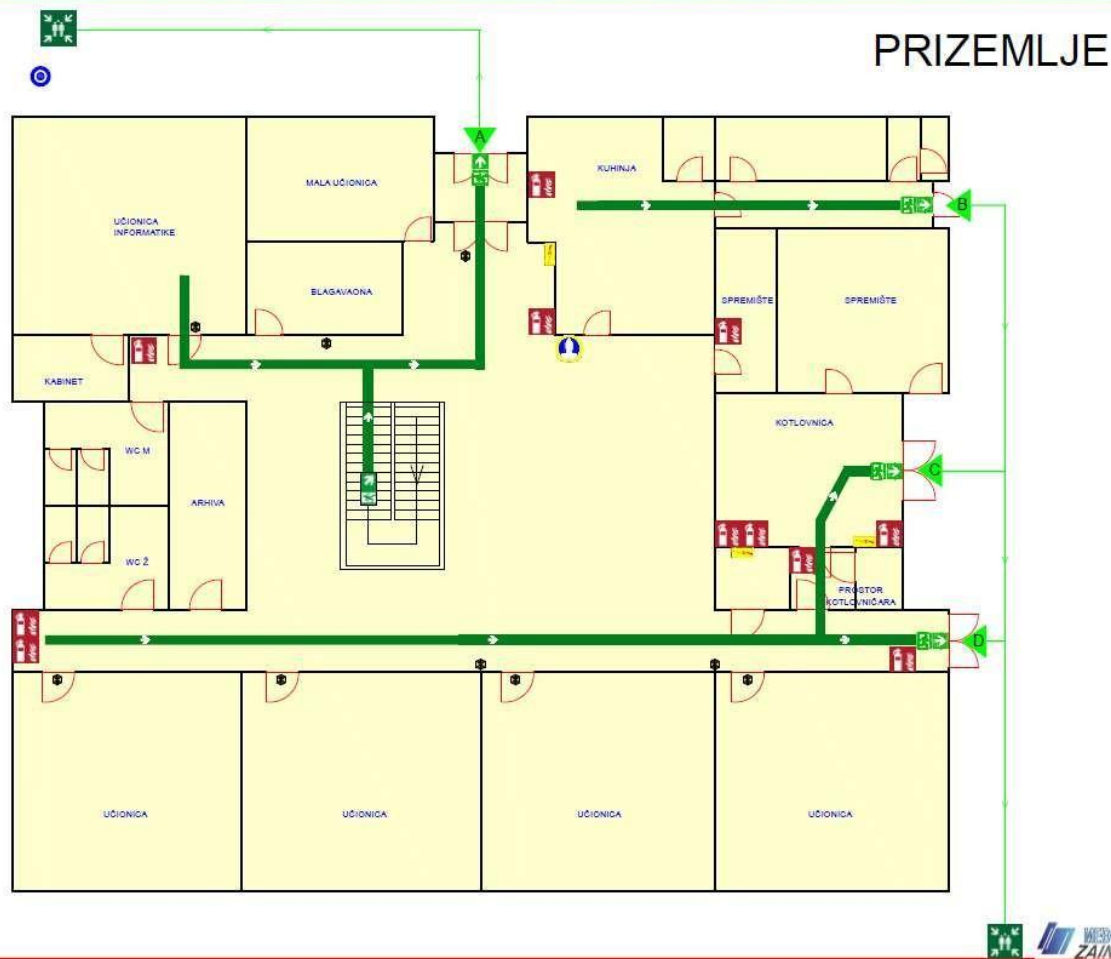 PRIZEMLJE
A
KUHINJA
MALA UČIONICA
B
UČIONICA
INFORMATIKE
BLAGAVAONA
SPREMIŠTE
SPREMIŠTE
KABINET
KOTLOVNICA
WC M
C
ARHIVA
WC Ž
PROSTOR
KOTLOVNIČARA
D
UČIONICA
UČIONICA
UČIONICA
UČIONICA